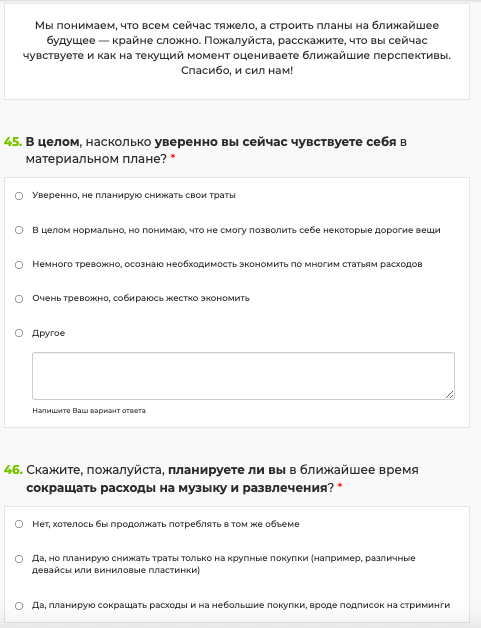 Мы понимаем, что всем сейчас тяжело, а строить планы на ближайшее
будущее — крайне сложно. Пожалуйста, расскажите, что вы сейчас
чувствуете и как на текущий момент оцениваете ближайшие перспективы.
Спасибо, и сил нам!
45. В целом, насколько уверенно вы сейчас чувствуете себя в
материальном плане? *
Уверенно, не планирую снижать свои траты
В целом нормально, но понимаю, что не смогу позволить себе некоторые дорогие вещи
Немного тревожно, осознаю необходимость экономить по многим статьям расходов
Очень тревожно, собираюсь жестко экономить
Другое
Напишите Ваш вариант ответа
46. Скажите, пожалуйста, планируете ли вы в ближайшее время
сокращать расходы на музыку и развлечения? *
Нет, хотелось бы продолжать потреблять в том же объеме
Да, но планирую снижать траты только на крупные покупки (например, различные
девайсы или виниловые пластинки)
Да, планирую сокращать расходы и на небольшие покупки, вроде подписок на стриминги